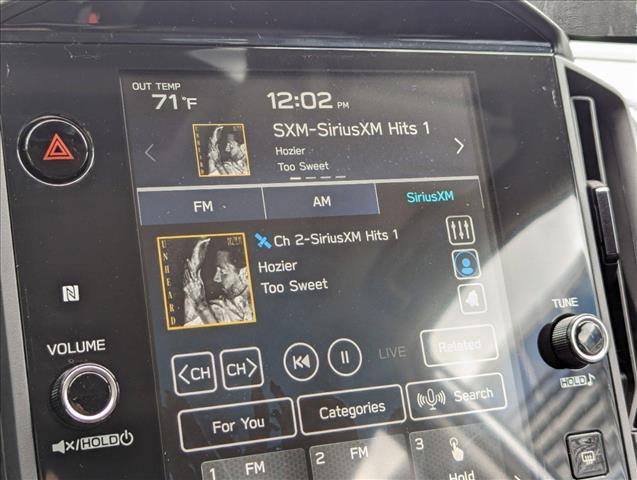 OUT TEMP
71°F
12:02 PM
SXM-SiriusXM Hits 1
Hozier
Too Sweet
FM AM SiriusXM
UNHEARD
Ch 2-SiriusXM Hits 1
Hozier
Too Sweet
N
VOLUME
TUNE
<CH CH> LIVE Related
HOLD
For You Categories Search
HOLD
1 FM 2 FM 3
Hold